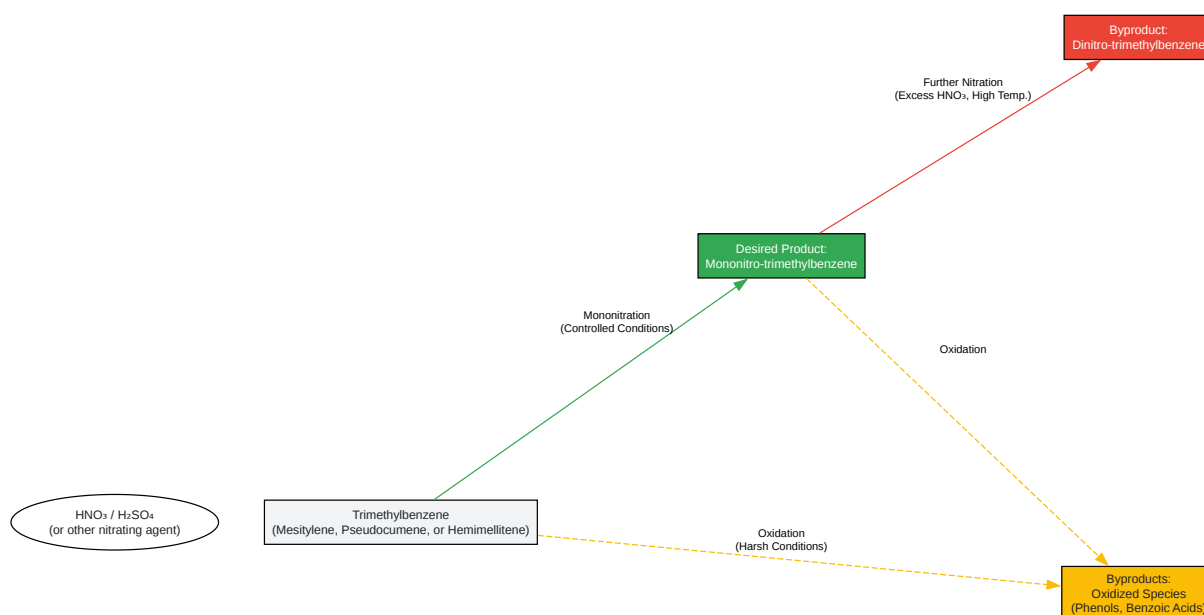 Byproduct:
Dinitro-trimethylbenzene
Further Nitration
(Excess HNO₃, High Temp.)
Desired Product:
Mononitro-trimethylbenzene
Mononitration
(Controlled Conditions)
Oxidation
HNO₃ / H₂SO₄
(or other nitrating agent)
Trimethylbenzene
(Mesitylene, Pseudocumene, or Hemimellitene)
Oxidation
(Harsh Conditions)
Byproducts:
Oxidized Species
(Phenols, Benzoic Acids)